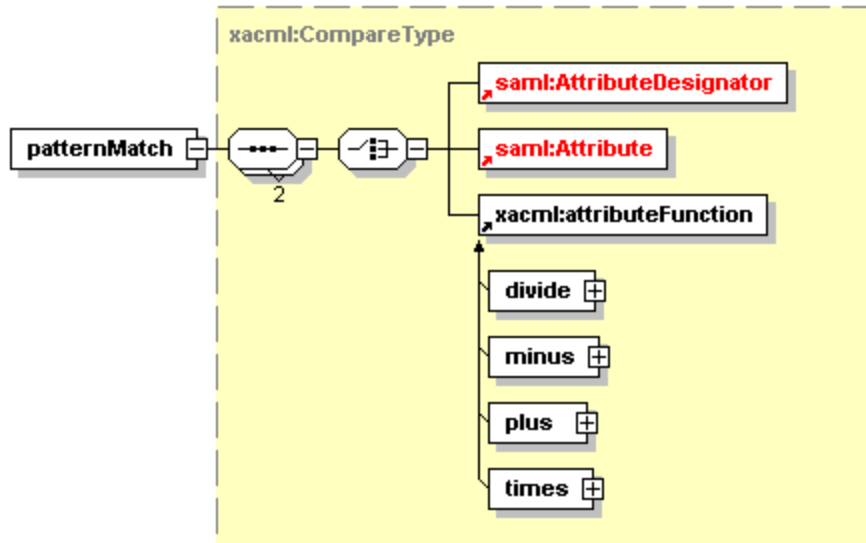 xacml:CompareType
saml:AttributeDesignator
patternMatch
saml:Attribute
2
xacml:attributeFunction
divide
minus
plus
times